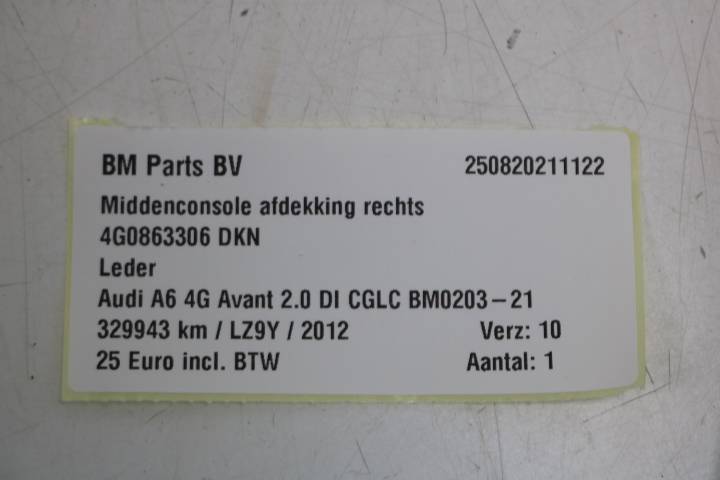 BM Parts BV 250820211122
Middenconsole afdekking rechts
4G0863306 DKN
Leder
Audi A6 4G Avant 2.0 DI CGLC BM0203-21
329943 km / LZ9Y / 2012 Verz: 10
25 Euro incl. BTW Aantal: 1